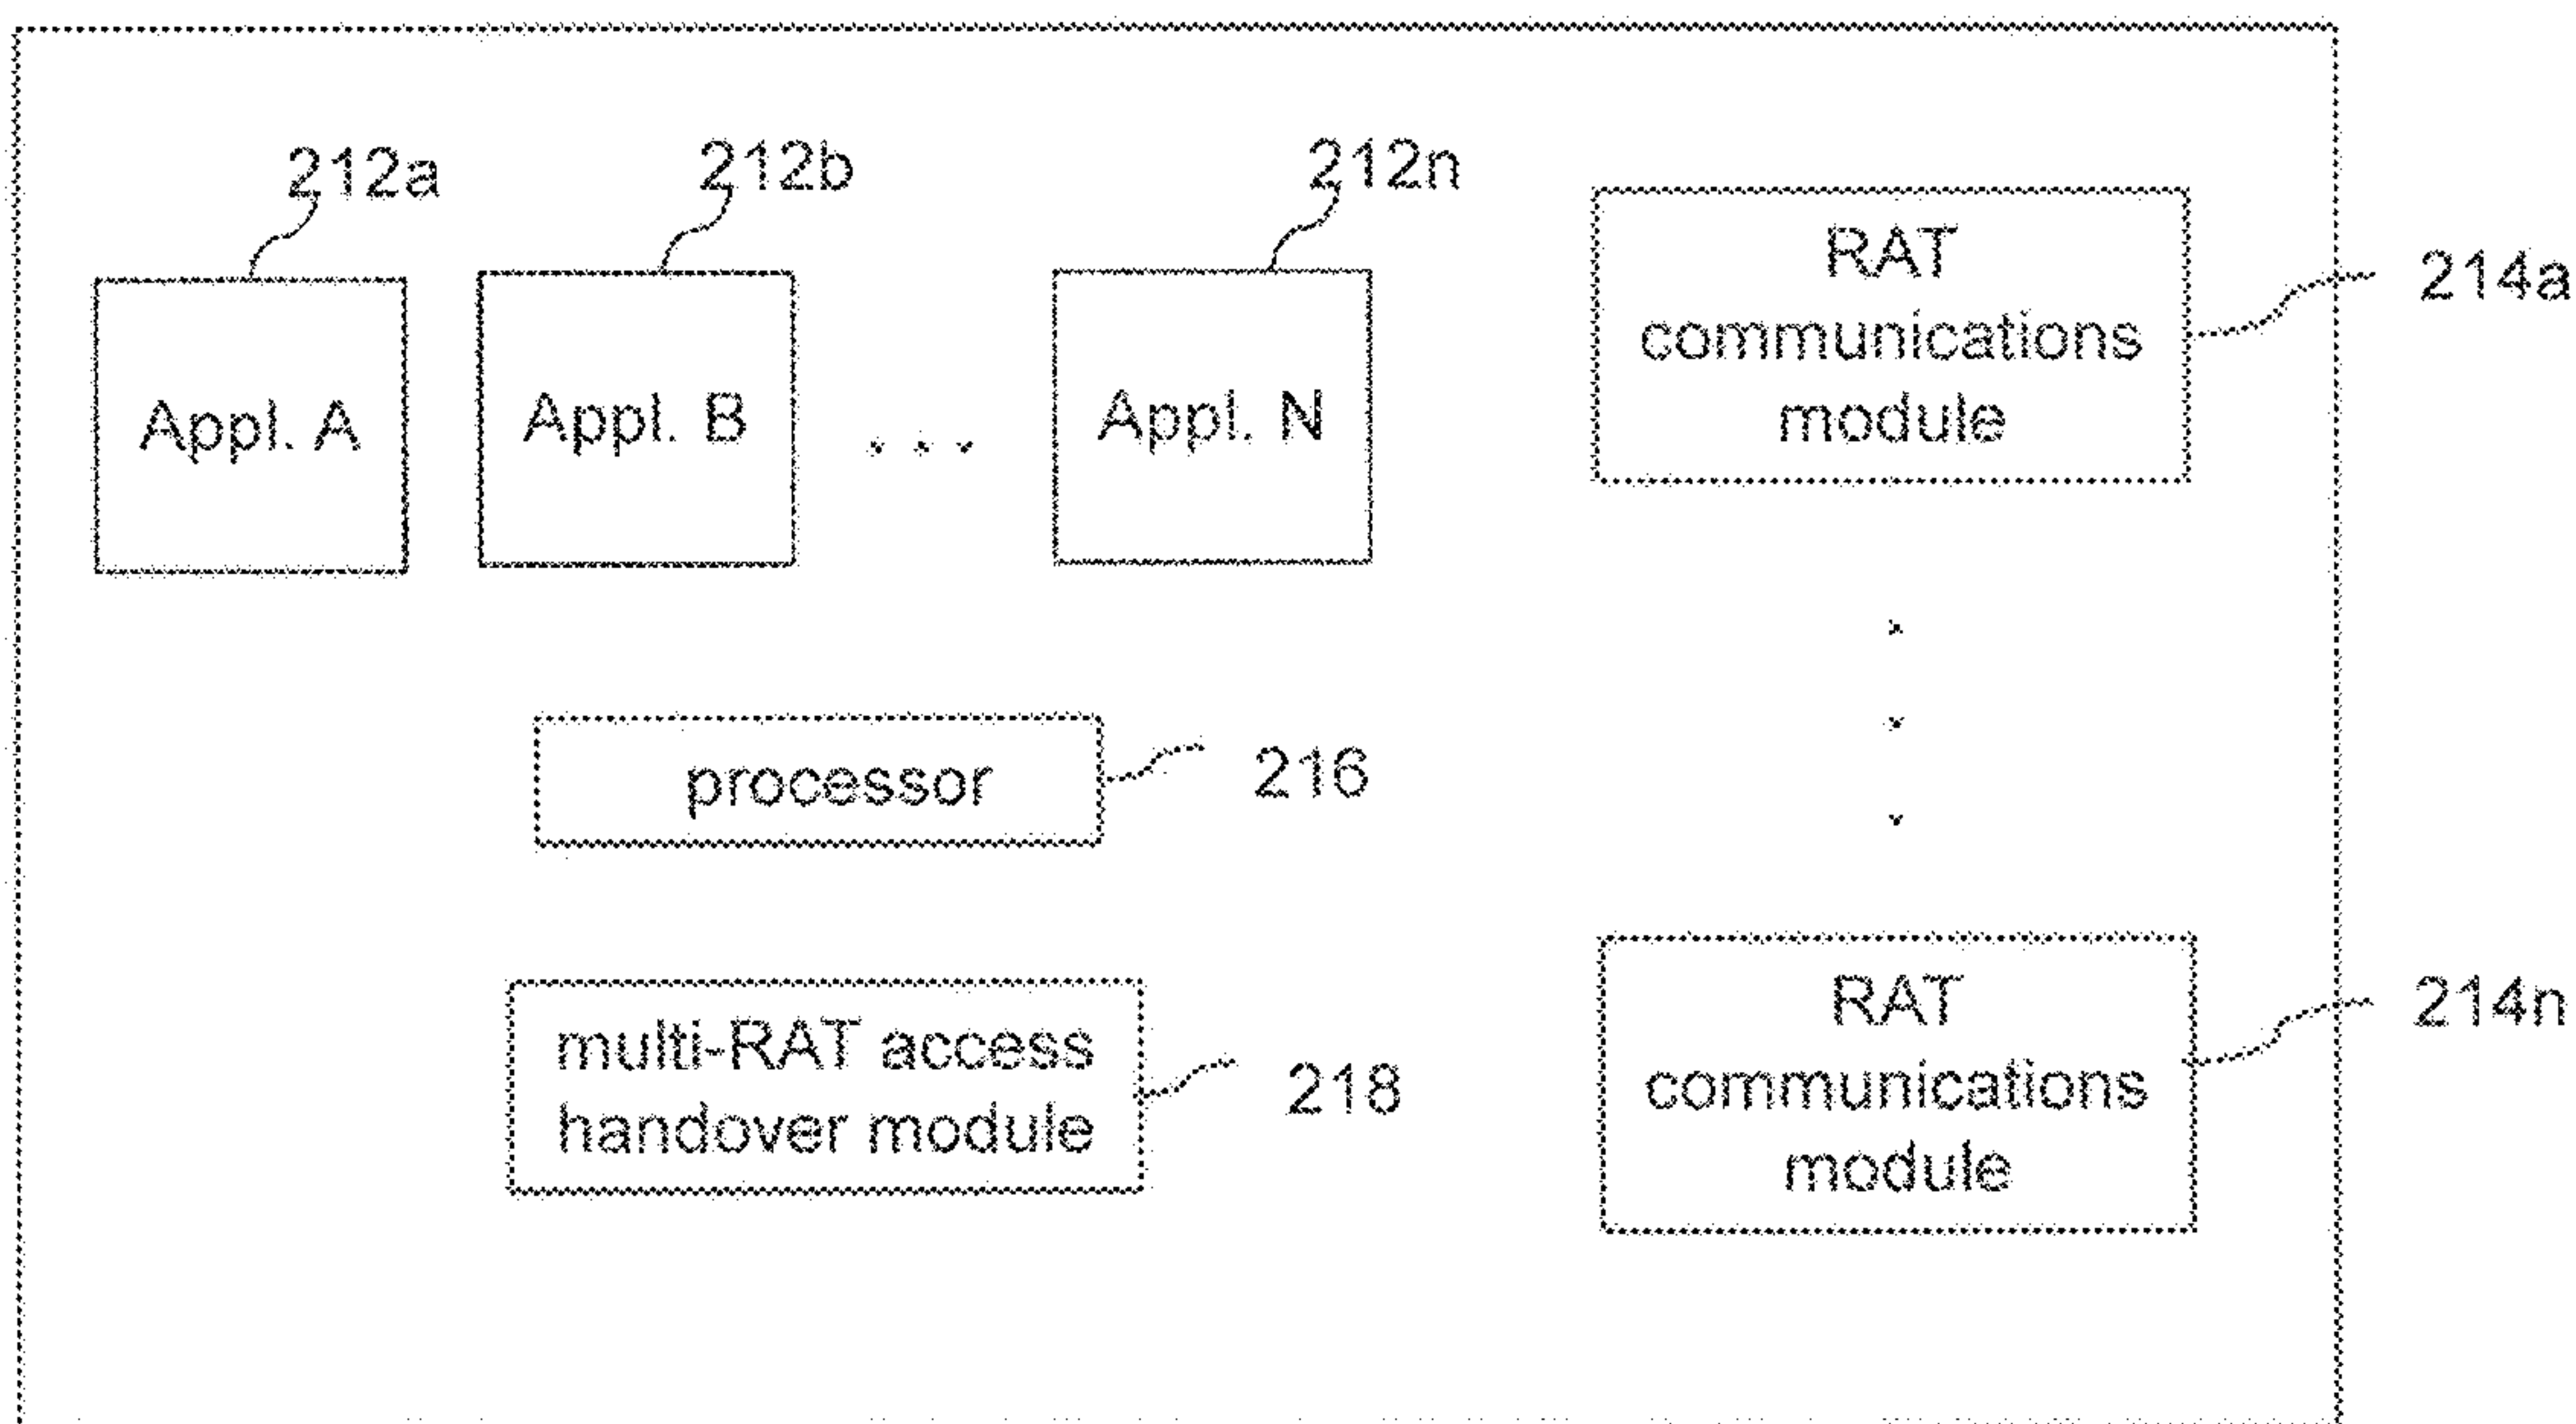 212a
212b
212n
Appl. A
Appl. B
. . .
Appl. N
RAT
communications
module
214a
processor
216
multi-RAT access
handover module
218
RAT
communications
module
214n